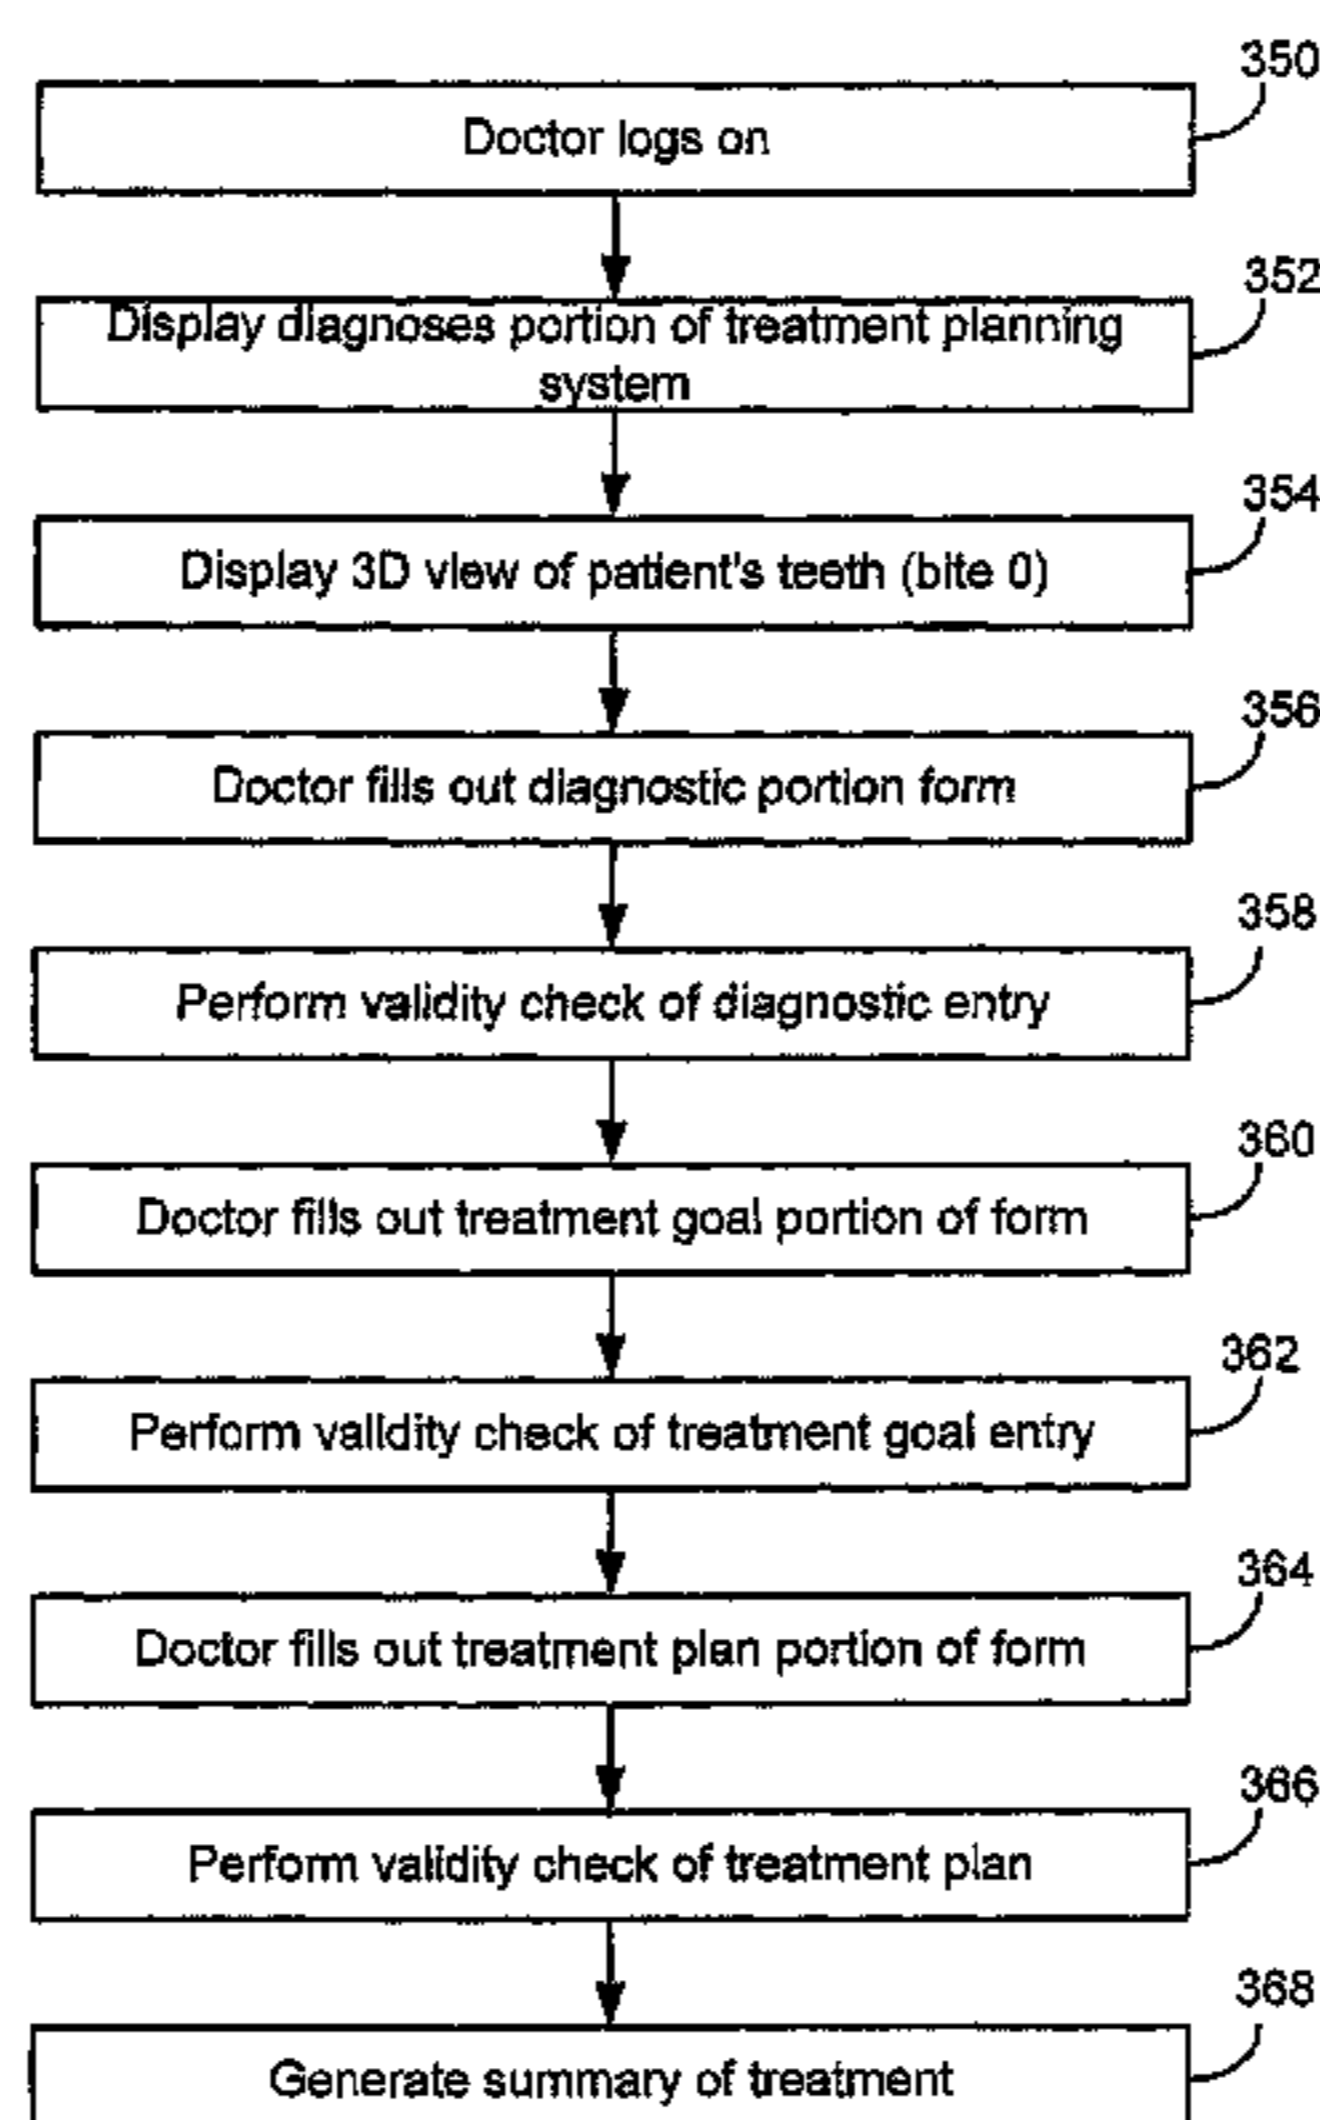 350
Doctor logs on
352
Display diagnoses portion of treatment planning
system
354
Display 3D view of patient's teeth (bite 0)
356
Doctor fills out diagnostic portion form
358
Perform validity check of diagnostic entry
360
Doctor fills out treatment goal portion of form
362
Perform validity check of treatment goal entry
364
Doctor fills out treatment plan portion of form
366
Perform validity check of treatment plan
368
Generate summary of treatment